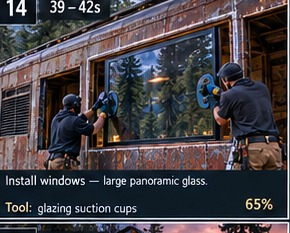 14
39–42s
Install windows — large panoramic glass.
Tool: glazing suction cups
65%